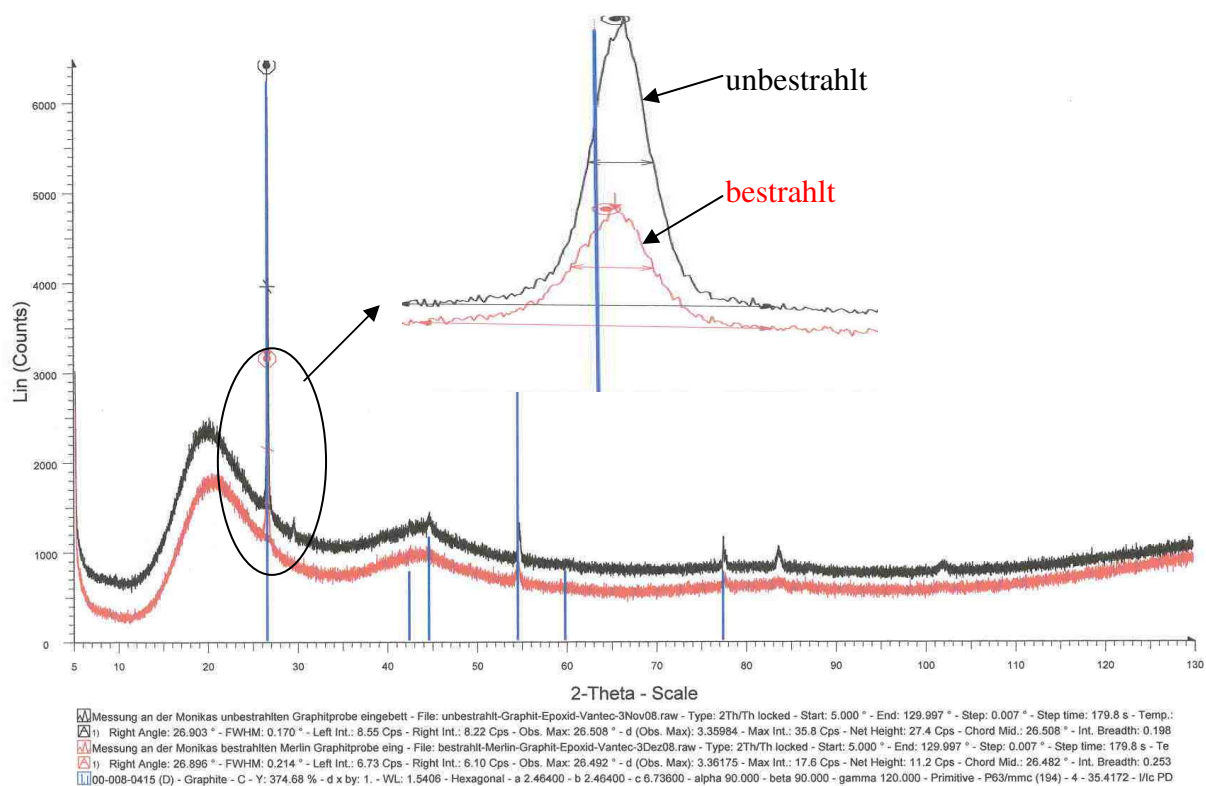 unbestrahlt
bestrahlt
Lin (Counts)
6000
5000
4000
3000
2000
1000
0
5 10 20 30 40 50 60 70 80 90 100 110 120 130
2-Theta - Scale
Messung an der Monikas unbestrahlten Graphitprobe eingebett - File: unbestrahlt-Graphit-Epoxid-Vantec-3Nov08.raw - Type: 2Th/Th locked - Start: 5.000 ° - End: 129.997 ° - Step: 0.007 ° - Step time: 179.8 s - Temp.:
1) Right Angle: 26.903 ° - FWHM: 0.170 ° - Left Int.: 8.55 Cps - Right Int.: 8.22 Cps - Obs. Max: 26.508 ° - d (Obs. Max): 3.35984 - Max Int.: 35.8 Cps - Net Height: 27.4 Cps - Chord Mid.: 26.508 ° - Int. Breadth: 0.198
Messung an der Monikas bestrahlten Merlin Graphitprobe eing - File: bestrahlt-Merlin-Graphit-Epoxid-Vantec-3Dez08.raw - Type: 2Th/Th locked - Start: 5.000 ° - End: 129.997 ° - Step: 0.007 ° - Step time: 179.8 s - Te
1) Right Angle: 26.896 ° - FWHM: 0.214 ° - Left Int.: 6.73 Cps - Right Int.: 6.10 Cps - Obs. Max: 26.492 ° - d (Obs. Max): 3.36175 - Max Int.: 17.6 Cps - Net Height: 11.2 Cps - Chord Mid.: 26.482 ° - Int. Breadth: 0.253
00-008-0415 (D) - Graphite - C - Y: 374.68 % - d x by: 1. - WL: 1.5406 - Hexagonal - a 2.46400 - b 2.46400 - c 6.73600 - alpha 90.000 - beta 90.000 - gamma 120.000 - Primitive - P63/mmc (194) - 4 - 35.4172 - I/Ic PD